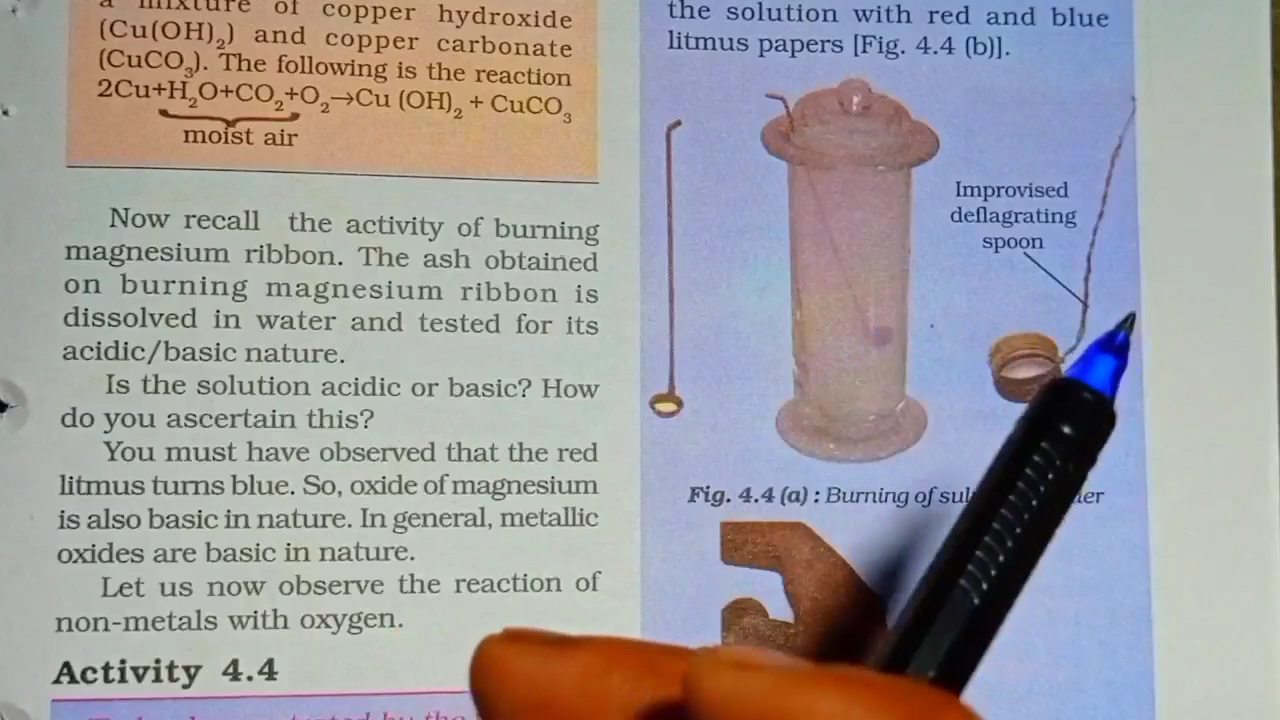 a mixture of copper hydroxide
(Cu(OH)₂) and copper carbonate
(CuCO₃). The following is the reaction
2Cu+H₂O+CO₂+O₂→Cu (OH)₂ + CuCO₃
moist air
Now recall the activity of burning
magnesium ribbon. The ash obtained
on burning magnesium ribbon is
dissolved in water and tested for its
acidic/basic nature.
Is the solution acidic or basic? How
do you ascertain this?
You must have observed that the red
litmus turns blue. So, oxide of magnesium
is also basic in nature. In general, metallic
oxides are basic in nature.
Let us now observe the reaction of
non-metals with oxygen.
Activity 4.4
the solution with red and blue
litmus papers [Fig. 4.4 (b)].
Improvised
deflagrating
spoon
Fig. 4.4 (a) : Burning of